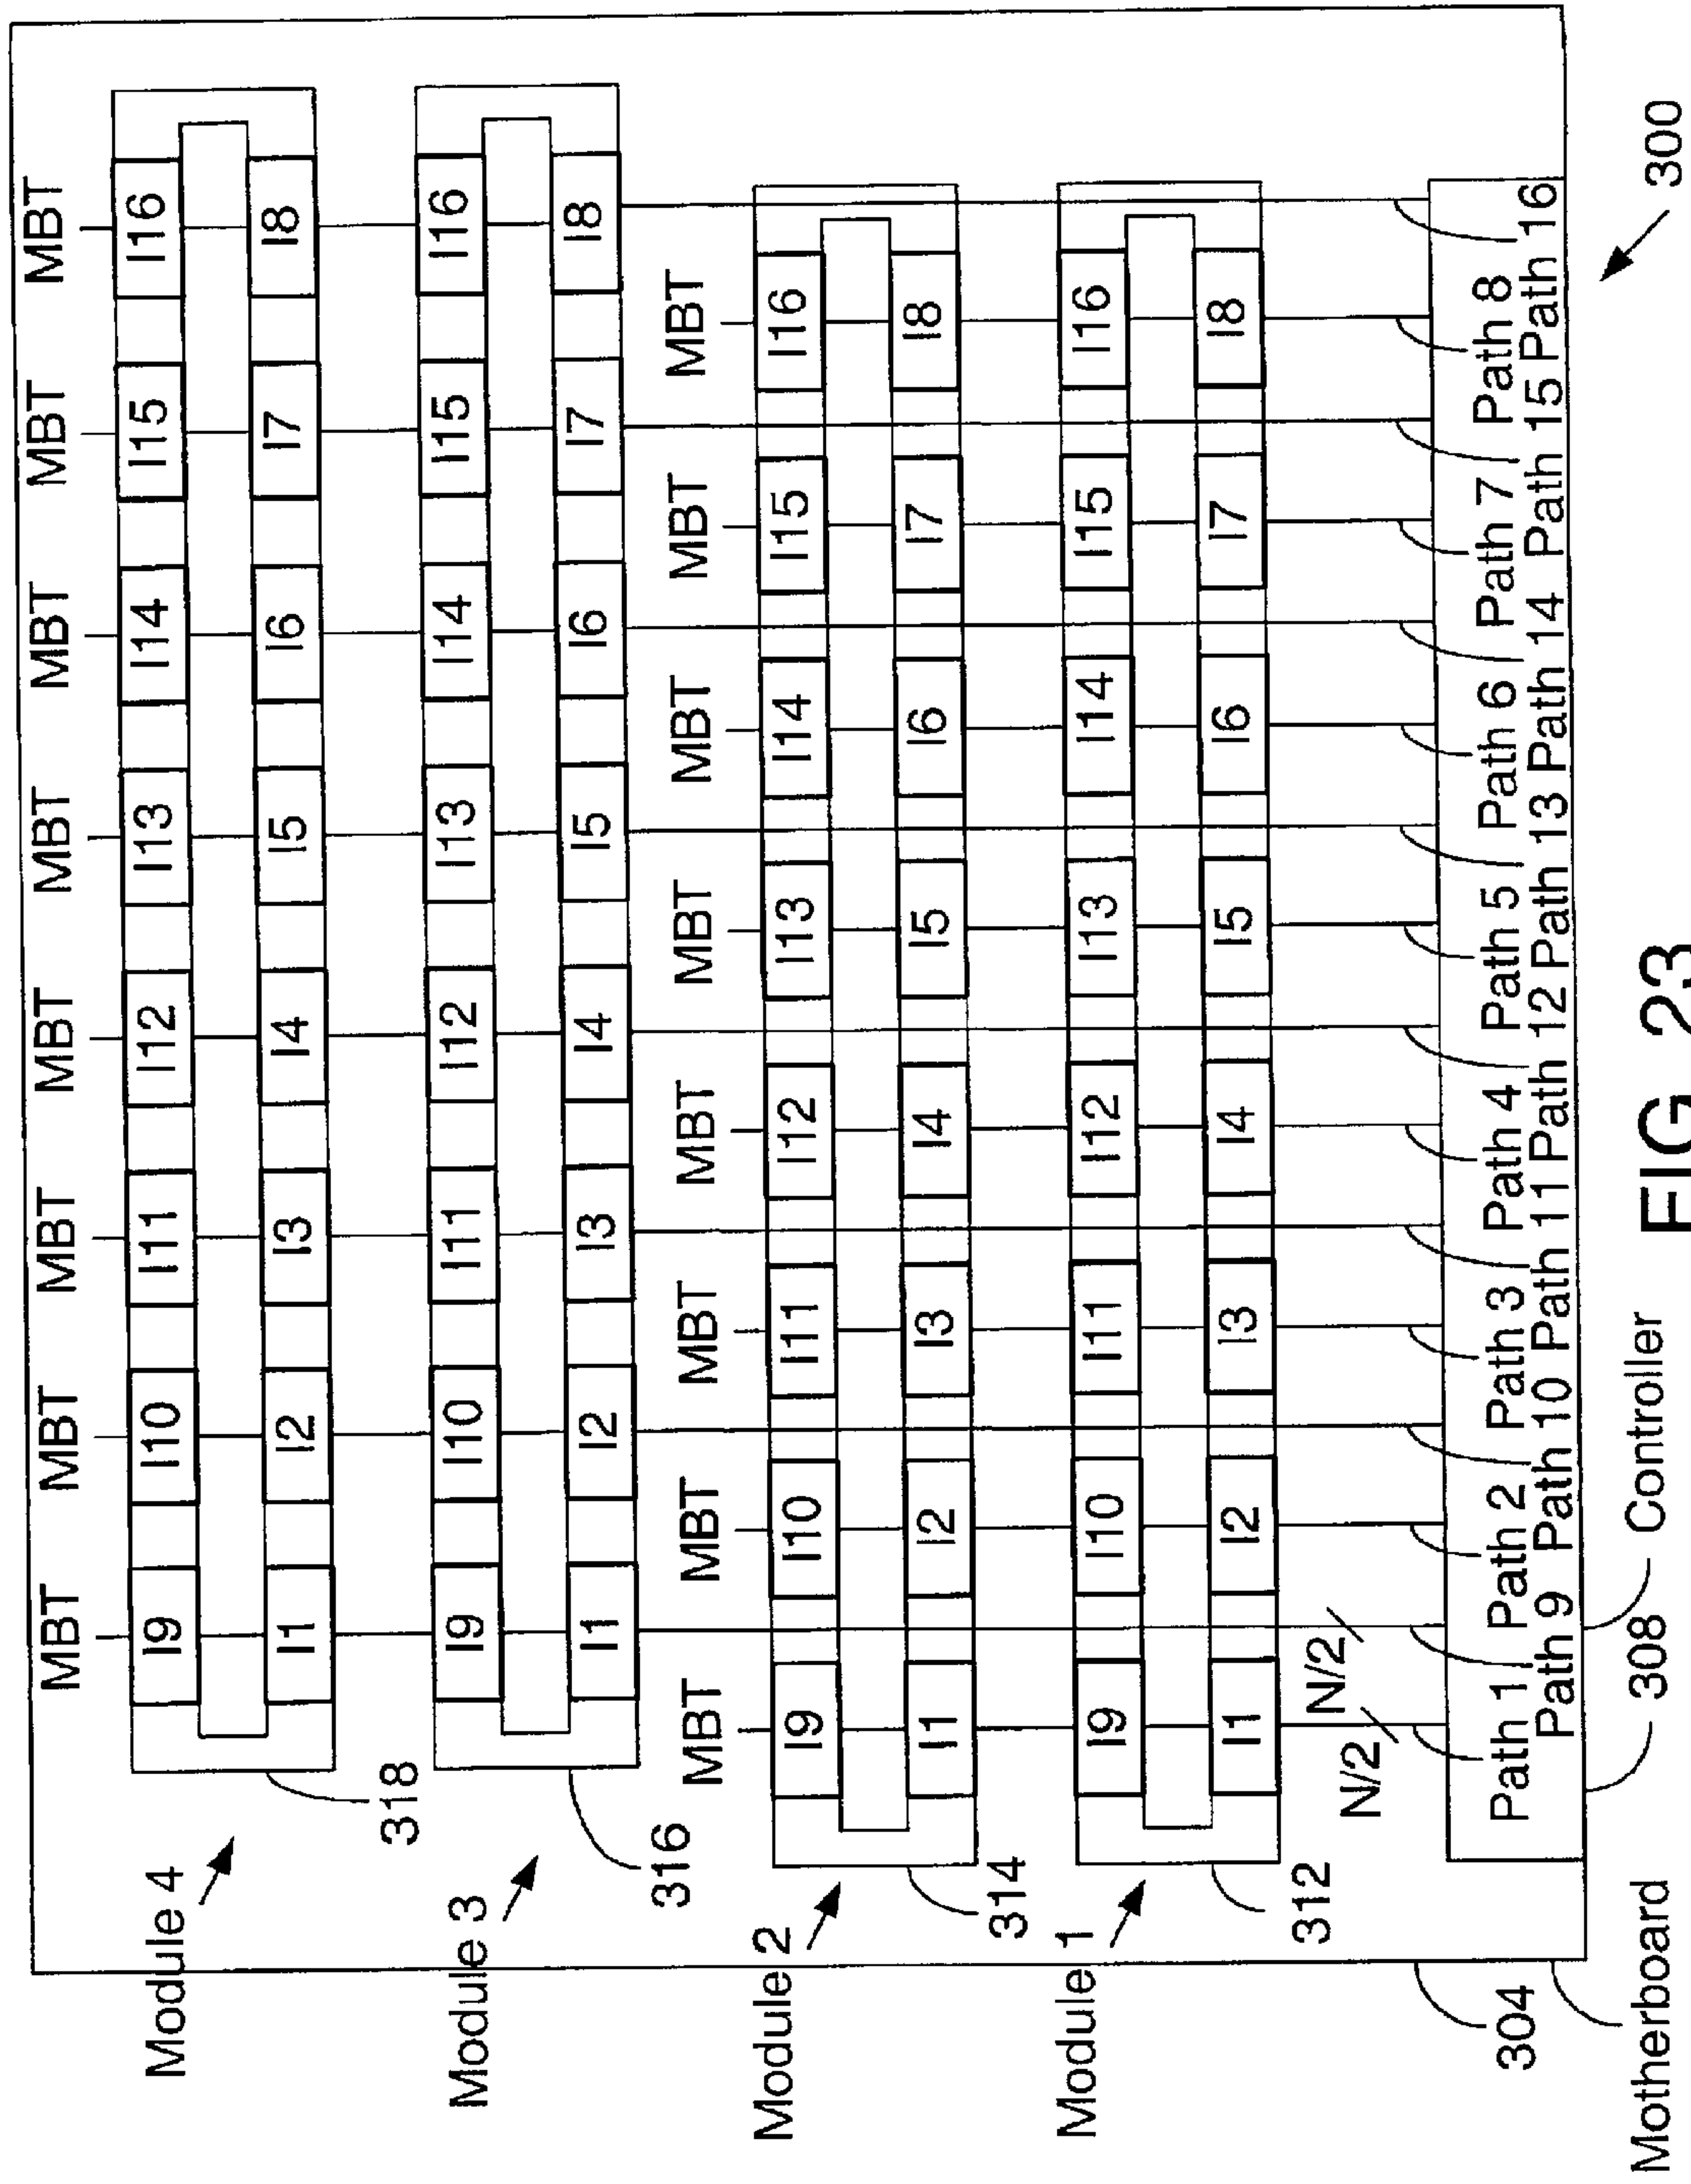 MBT MBT MBT MBT MBT MBT MBT MBT
Module 4
I9 I10 I11 I12 I13 I14 I15 I16
I1 I2 I3 I4 I5 I6 I7 I8
318
Module 3
I9 I10 I11 I12 I13 I14 I15 I16
I1 I2 I3 I4 I5 I6 I7 I8
316
MBT MBT MBT MBT MBT MBT MBT MBT
Module 2
I9 I10 I11 I12 I13 I14 I15 I16
I1 I2 I3 I4 I5 I6 I7 I8
314
Module 1
I9 I10 I11 I12 I13 I14 I15 I16
I1 I2 I3 I4 I5 I6 I7 I8
312
N/2 N/2
Path 1 Path 2 Path 3 Path 4 Path 5 Path 6 Path 7 Path 8
Path 9 Path 10 Path 11 Path 12 Path 13 Path 14 Path 15 Path 16
304
Motherboard
308
Controller
300
FIG. 23